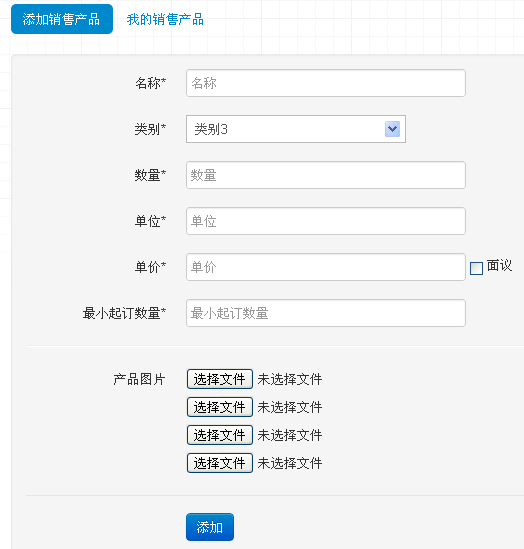 添加销售产品 我的销售产品
名称* 名称
类别* 类别3
数量* 数量
单位* 单位
单价* 单价 面议
最小起订数量* 最小起订数量
产品图片 选择文件 未选择文件
选择文件 未选择文件
选择文件 未选择文件
选择文件 未选择文件
添加